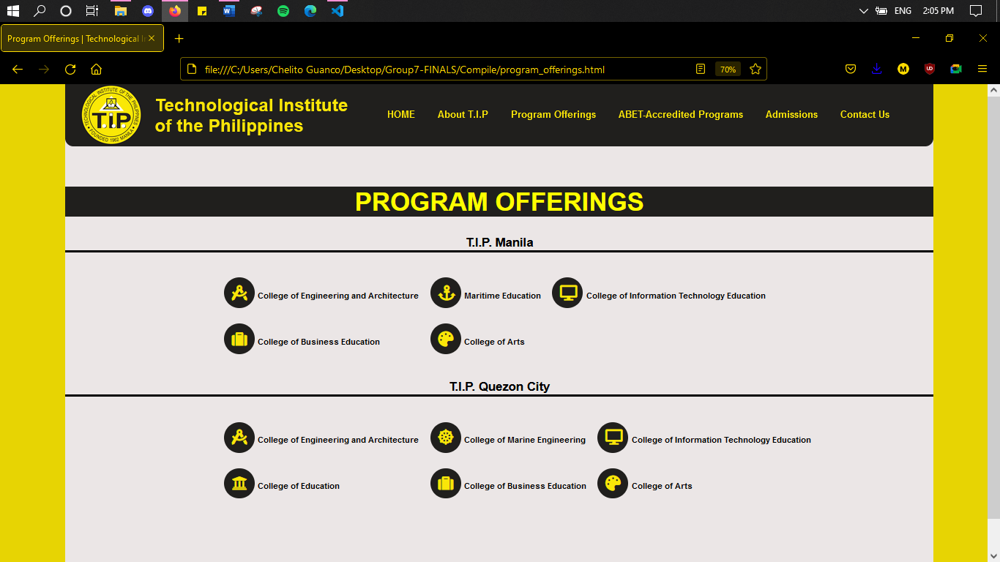 ENG 2:05 PM
Program Offerings | Technological
file:///C:/Users/Chelito Guanco/Desktop/Group7-FINALS/Compile/program_offerings.html 70%
TECHNOLOGICAL INSTITUTE OF THE PHILIPPINES
T.I.P
FOUNDED 1962 MANILA
Technological Institute
of the Philippines
HOME About T.I.P Program Offerings ABET-Accredited Programs Admissions Contact Us
PROGRAM OFFERINGS
T.I.P. Manila
College of Engineering and Architecture Maritime Education College of Information Technology Education
College of Business Education College of Arts
T.I.P. Quezon City
College of Engineering and Architecture College of Marine Engineering College of Information Technology Education
College of Education College of Business Education College of Arts